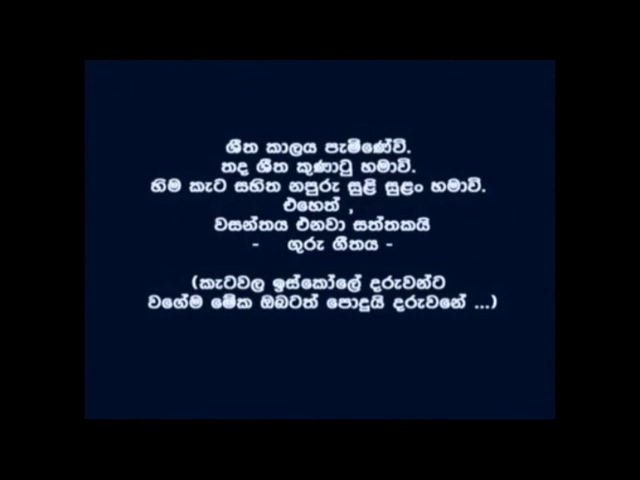 ශීත කාලය පැමිණේවි.
තද ශීත කුණාටු හමාවි.
හිම කැට සහිත නපුරු සුළි සුළං හමාවි.
එහෙත් ,
වසන්තය එනවා සත්තකයි
- ගුරු ගීතය -
(කැටවල ඉස්කෝලේ දරුවන්ට
වගේම මේක ඔබටත් පොදුයි දරුවනේ ...)